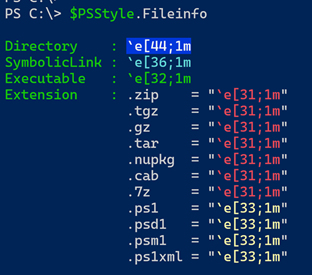 PS C:\> $PSStyle.Fileinfo
Directory    : `e[44;1m
SymbolicLink : `e[36;1m
Executable   : `e[32;1m
Extension    : .zip    = "`e[31;1m"
               .tgz    = "`e[31;1m"
               .gz     = "`e[31;1m"
               .tar    = "`e[31;1m"
               .nupkg  = "`e[31;1m"
               .cab    = "`e[31;1m"
               .7z     = "`e[31;1m"
               .ps1    = "`e[33;1m"
               .psd1   = "`e[33;1m"
               .psm1   = "`e[33;1m"
               .ps1xml = "`e[33;1m"